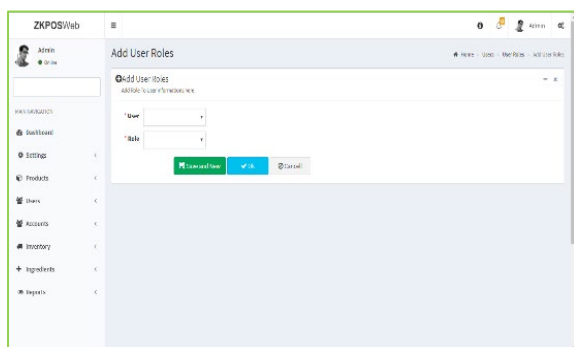 ZKPOSWeb
Admin
Admin
Online
Add User Roles
Home > Users > User Roles > Add User Roles
Add User Roles
Add Role To user informations here
* User
* Role
Save and New
Ok
Cancel
MAIN NAVIGATION
Dashboard
Settings
Products
Users
Accounts
Inventory
Ingredients
Reports